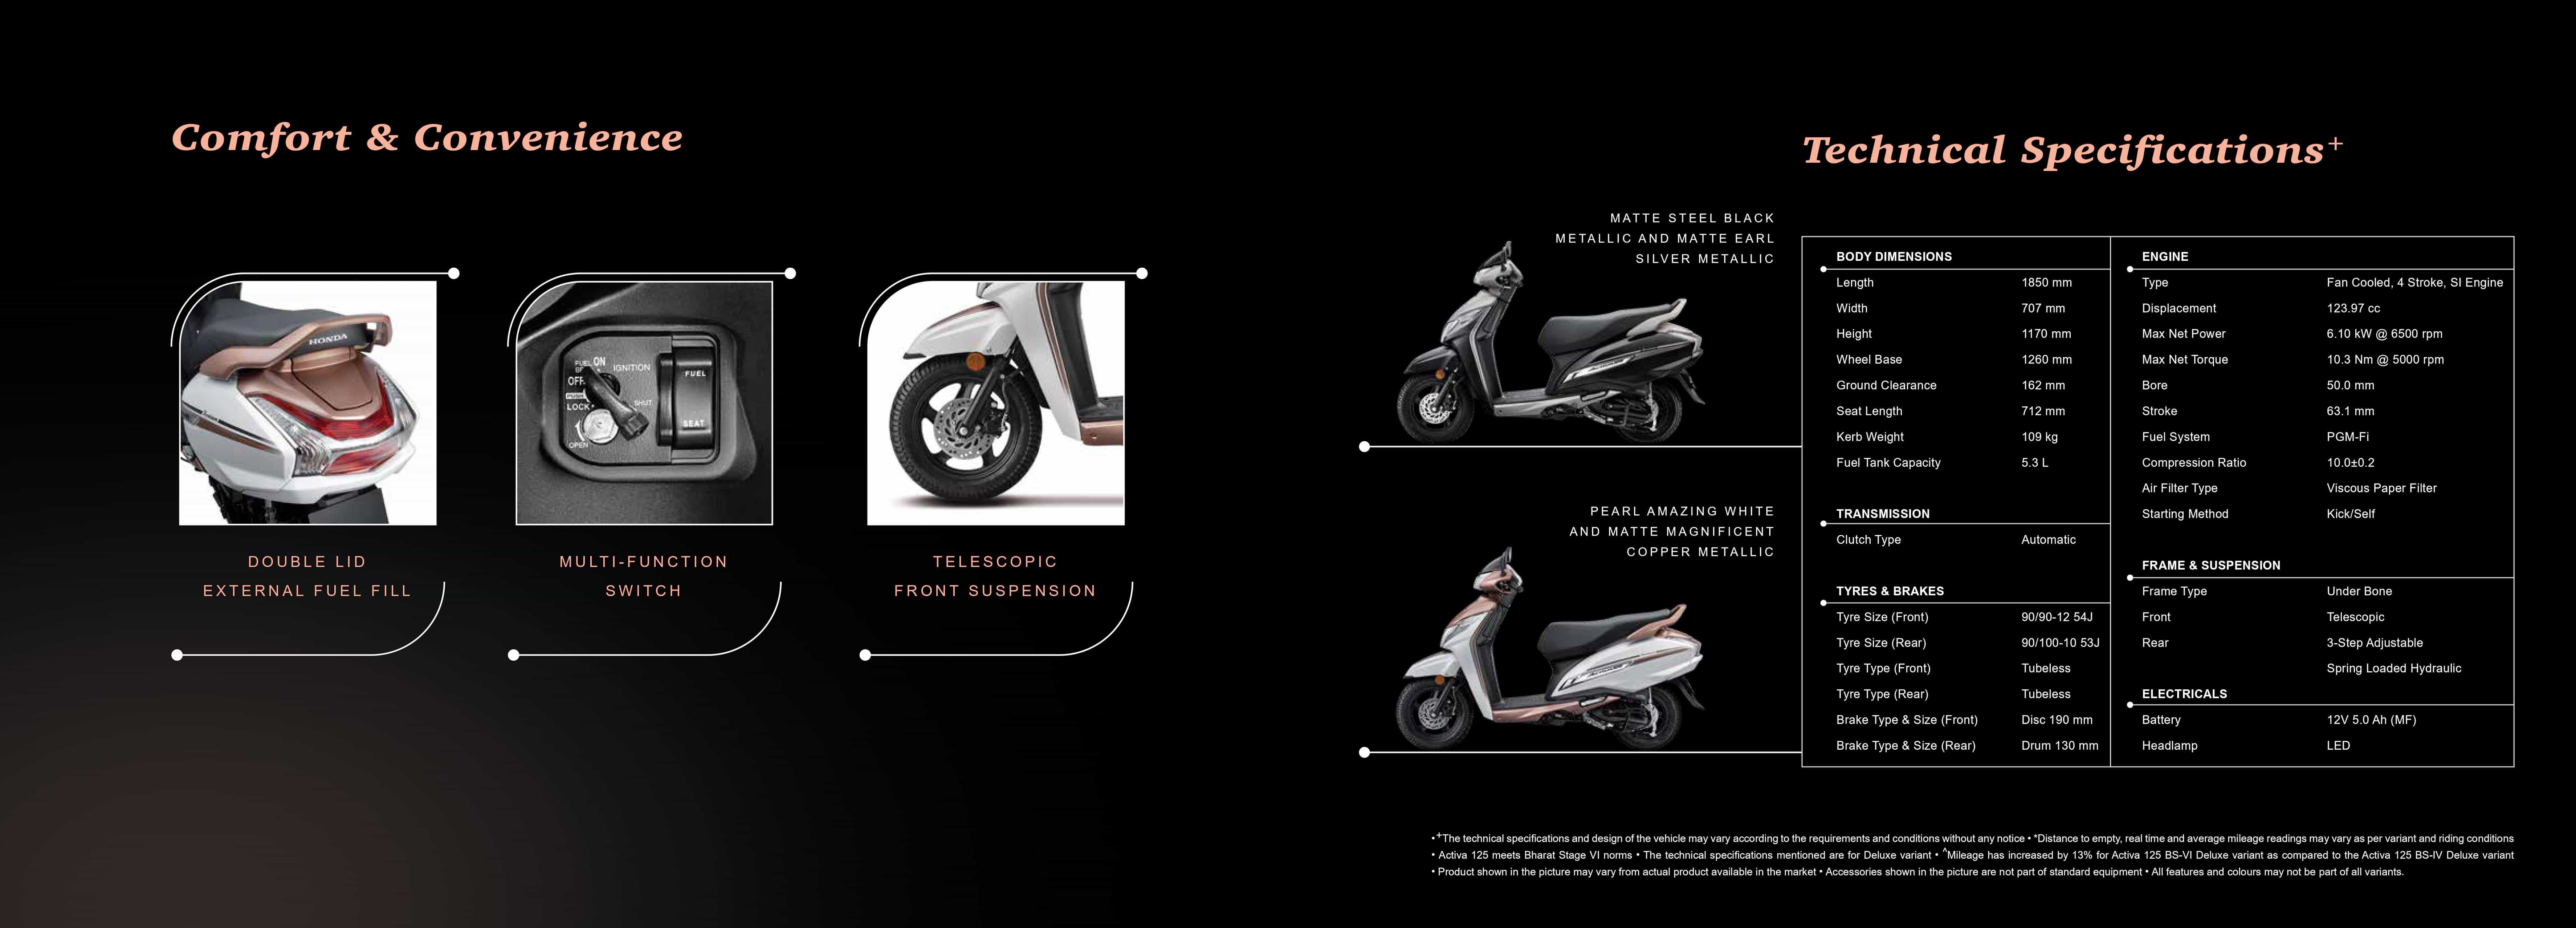 Comfort & Convenience
HONDA
FUEL ON
IGNITION
OFF
PUSH
LOCK
SHUT
OPEN
FUEL
SEAT
DOUBLE LID
EXTERNAL FUEL FILL
MULTI-FUNCTION
SWITCH
TELESCOPIC
FRONT SUSPENSION
Technical Specifications+
MATTE STEEL BLACK
METALLIC AND MATTE EARL
SILVER METALLIC
PEARL AMAZING WHITE
AND MATTE MAGNIFICENT
COPPER METALLIC
BODY DIMENSIONS
Length 1850 mm
Width 707 mm
Height 1170 mm
Wheel Base 1260 mm
Ground Clearance 162 mm
Seat Length 712 mm
Kerb Weight 109 kg
Fuel Tank Capacity 5.3 L
TRANSMISSION
Clutch Type Automatic
TYRES & BRAKES
Tyre Size (Front) 90/90-12 54J
Tyre Size (Rear) 90/100-10 53J
Tyre Type (Front) Tubeless
Tyre Type (Rear) Tubeless
Brake Type & Size (Front) Disc 190 mm
Brake Type & Size (Rear) Drum 130 mm
ENGINE
Type Fan Cooled, 4 Stroke, SI Engine
Displacement 123.97 cc
Max Net Power 6.10 kW @ 6500 rpm
Max Net Torque 10.3 Nm @ 5000 rpm
Bore 50.0 mm
Stroke 63.1 mm
Fuel System PGM-Fi
Compression Ratio 10.0±0.2
Air Filter Type Viscous Paper Filter
Starting Method Kick/Self
FRAME & SUSPENSION
Frame Type Under Bone
Front Telescopic
Rear 3-Step Adjustable
Spring Loaded Hydraulic
ELECTRICALS
Battery 12V 5.0 Ah (MF)
Headlamp LED
•+The technical specifications and design of the vehicle may vary according to the requirements and conditions without any notice • *Distance to empty, real time and average mileage readings may vary as per variant and riding conditions
• Activa 125 meets Bharat Stage VI norms • The technical specifications mentioned are for Deluxe variant • ^Mileage has increased by 13% for Activa 125 BS-VI Deluxe variant as compared to the Activa 125 BS-IV Deluxe variant
• Product shown in the picture may vary from actual product available in the market • Accessories shown in the picture are not part of standard equipment • All features and colours may not be part of all variants.